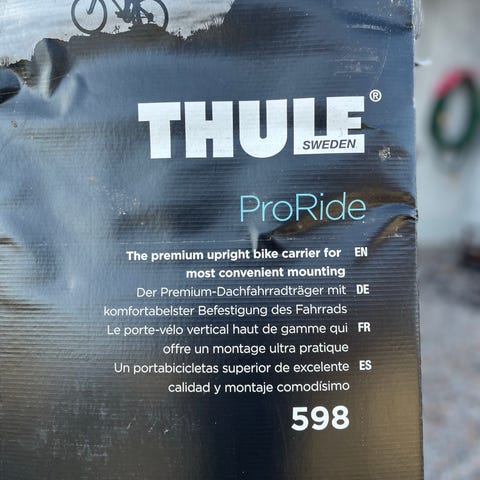 THULE®
SWEDEN
ProRide
The premium upright bike carrier for EN
most convenient mounting
Der Premium-Dachfahrradträger mit DE
komfortabelster Befestigung des Fahrrads
Le porte-vélo vertical haut de gamme qui FR
offre un montage ultra pratique
Un portabicicletas superior de excelente ES
calidad y montaje comodísimo
598